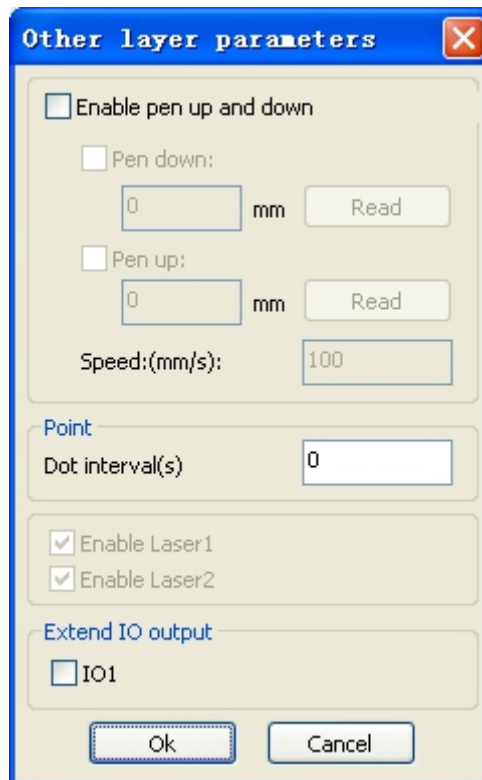 Other layer parameters
Enable pen up and down
Pen down:
0 mm Read
Pen up:
0 mm Read
Speed:(mm/s): 100
Point
Dot interval(s) 0
Enable Laser1
Enable Laser2
Extend IO output
IO1
Ok Cancel